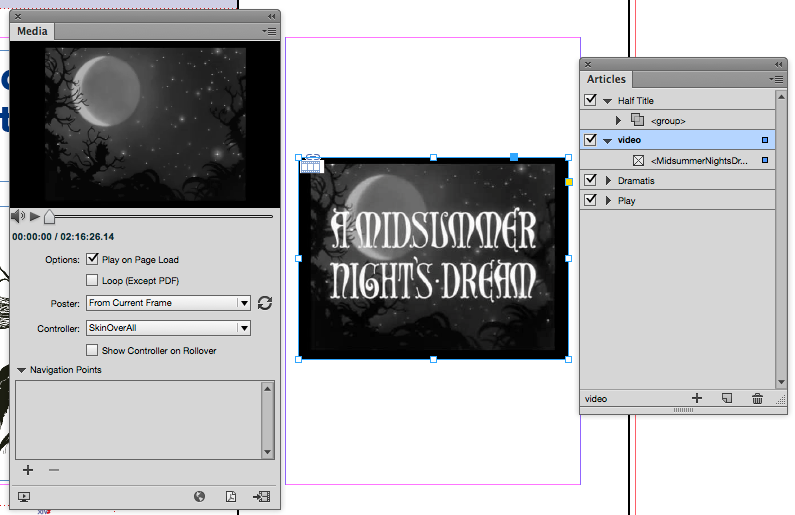 Media
00:00:00 / 02:16:26.14
Options:
Play on Page Load
Loop (Except PDF)
Poster:
From Current Frame
Controller:
SkinOverAll
Show Controller on Rollover
Navigation Points
A·MIDSUMMER
NIGHT'S·DREAM
Articles
Half Title
<group>
video
<MidsummerNightsDr...
Dramatis
Play
video